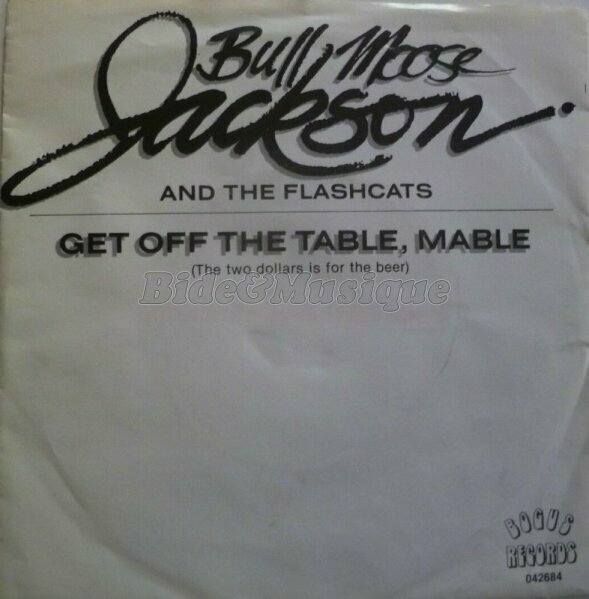 Bull Moose
Jackson
AND THE FLASHCATS
GET OFF THE TABLE, MABLE
(The two dollars is for the beer)
Bide&Musique
BOGUS
RECORDS
042684